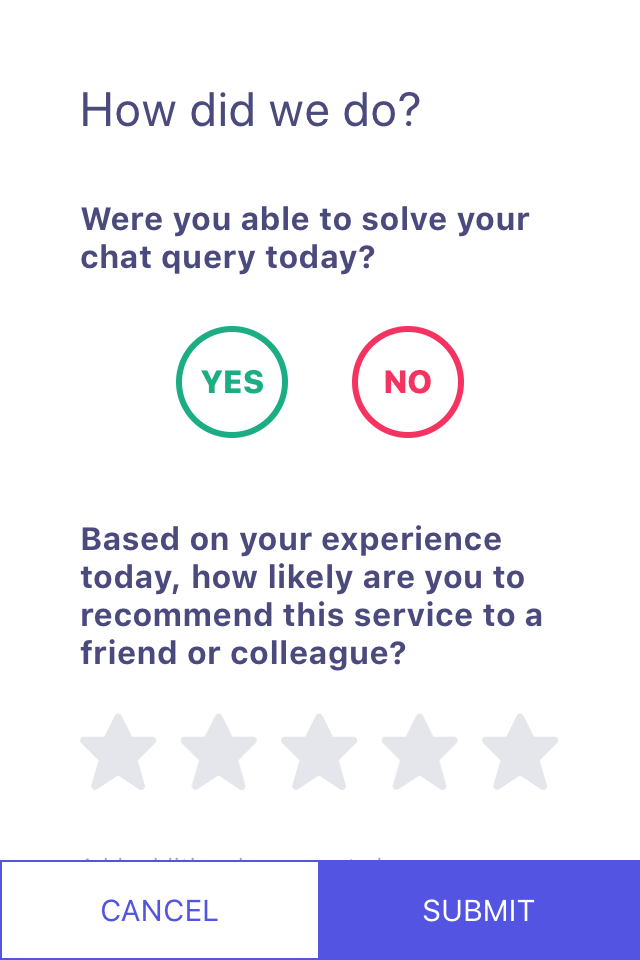 How did we do?
Were you able to solve your
chat query today?
YES
NO
Based on your experience
today, how likely are you to
recommend this service to a
friend or colleague?
CANCEL
SUBMIT